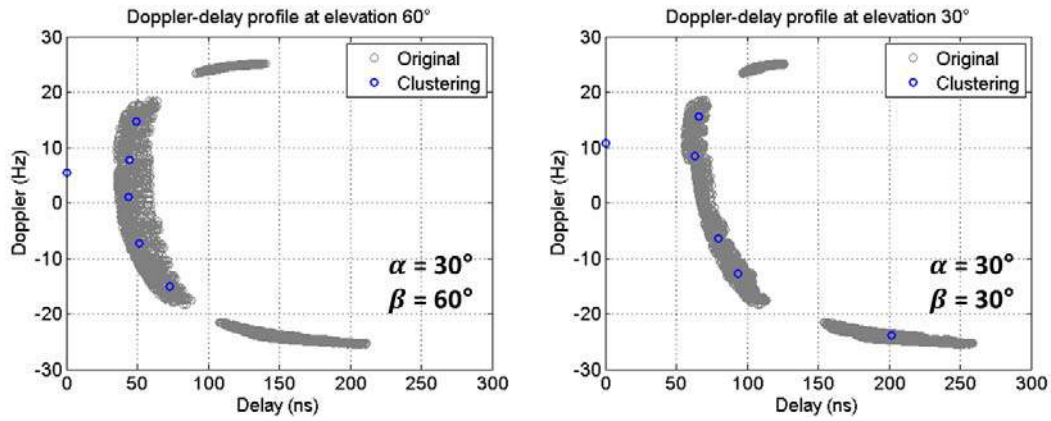 Doppler-delay profile at elevation 60°
30
20
10
0
-10
-20
-30
Doppler (Hz)
Original
Clustering
α = 30°
β = 60°
0 50 100 150 200 250 300
Delay (ns)
Doppler-delay profile at elevation 30°
30
20
10
0
-10
-20
-30
Doppler (Hz)
Original
Clustering
α = 30°
β = 30°
0 50 100 150 200 250 300
Delay (ns)